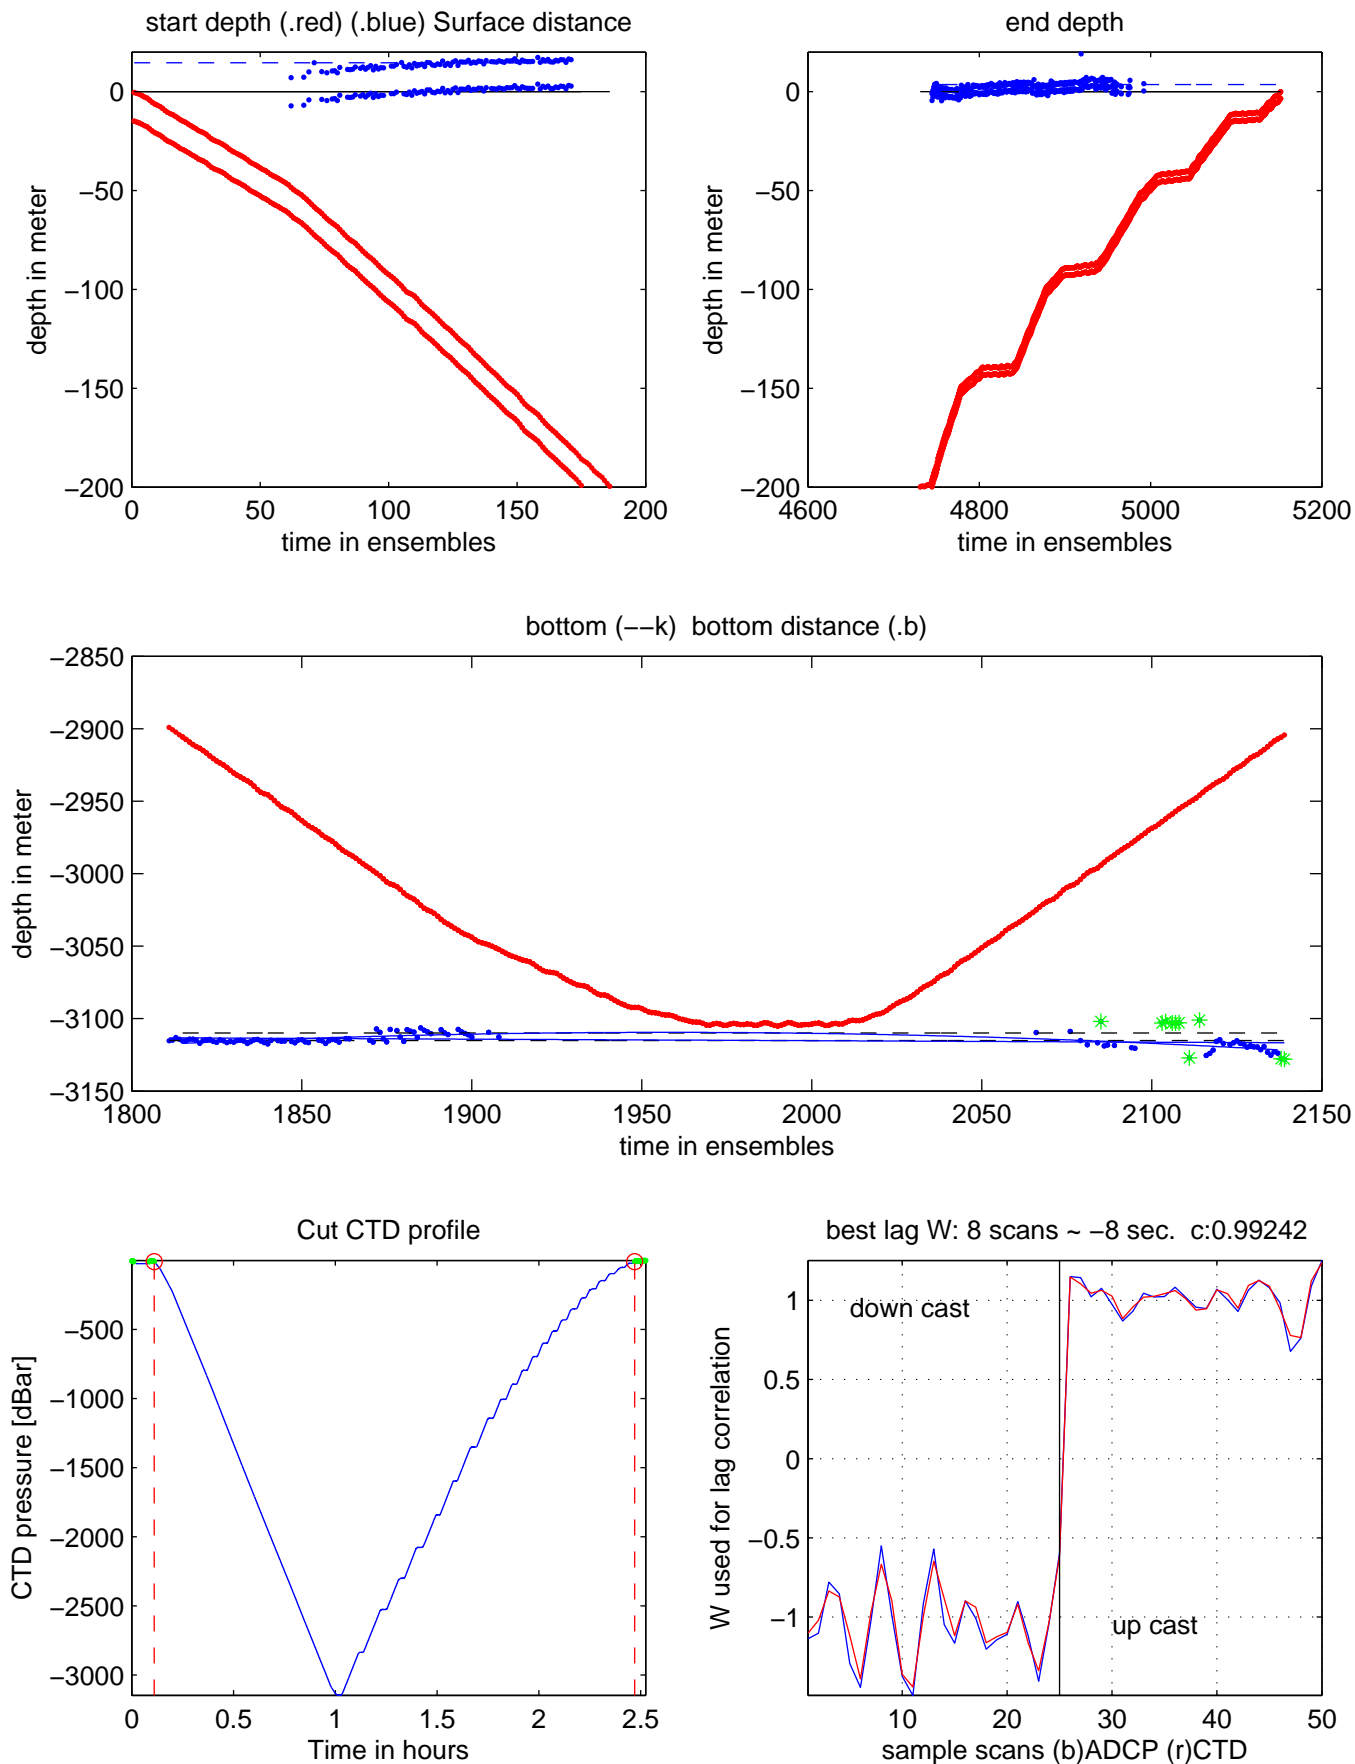 start depth (.red) (.blue) Surface distance
0
−50
−100
−150
−200
depth in meter
0 50 100 150 200
time in ensembles
end depth
0
−50
−100
−150
−200
depth in meter
4600 4800 5000 5200
time in ensembles
bottom (−−k)  bottom distance (.b)
−2850
−2900
−2950
−3000
−3050
−3100
−3150
depth in meter
1800 1850 1900 1950 2000 2050 2100 2150
time in ensembles
Cut CTD profile
−500
−1000
−1500
−2000
−2500
−3000
CTD pressure [dBar]
0 0.5 1 1.5 2 2.5
Time in hours
best lag W: 8 scans ~ −8 sec.  c:0.99242
1
0.5
0
−0.5
−1
W used for lag correlation
down cast
up cast
10 20 30 40 50
sample scans (b)ADCP (r)CTD